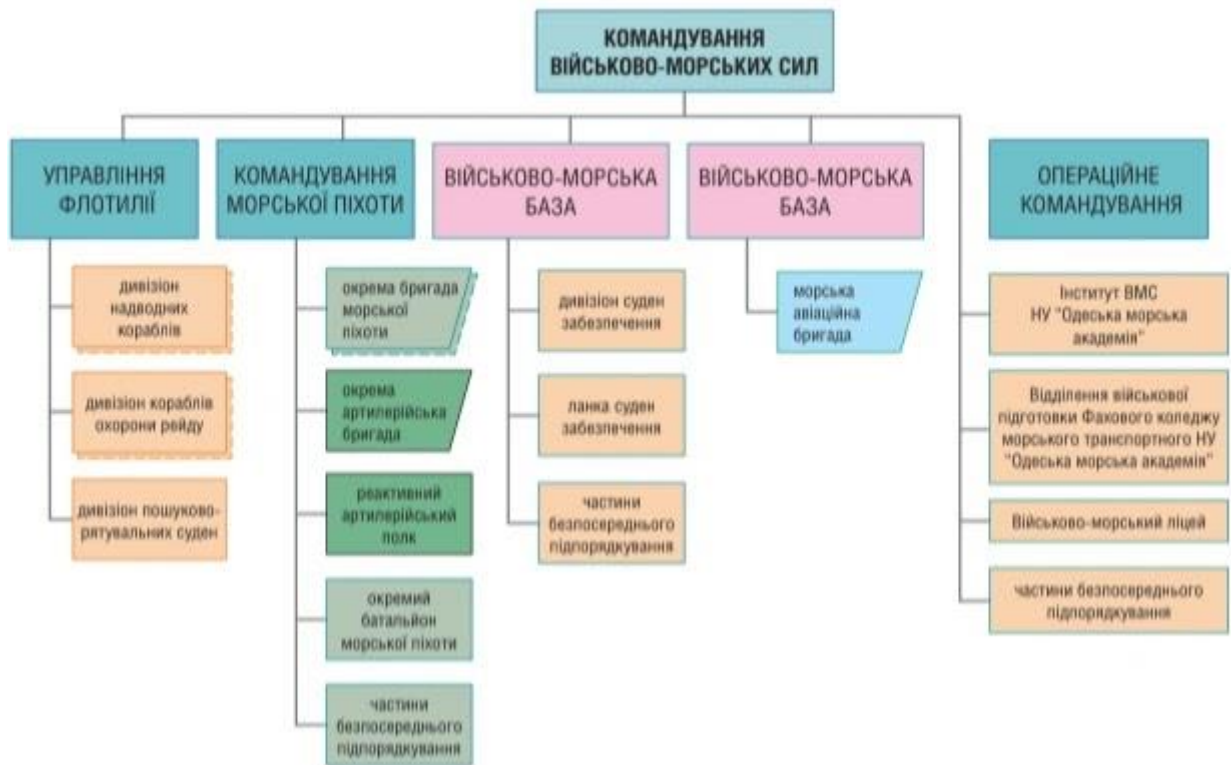 КОМАНДУВАННЯ
ВІЙСЬКОВО-МОРСЬКИХ СИЛ
УПРАВЛІННЯ
ФЛОТИЛІЇ
дивізіон
надводних
кораблів
дивізіон кораблів
охорони рейду
дивізіон пошуково-
рятувальних суден
КОМАНДУВАННЯ
МОРСЬКОЇ ПІХОТИ
окрема бригада
морської
піхоти
окрема
артилерійська
бригада
реактивний
артилерійський
полк
окремий
батальйон
морської піхоти
частини
безпосереднього
підпорядкування
ВІЙСЬКОВО-МОРСЬКА
БАЗА
дивізіон суден
забезпечення
ланка суден
забезпечення
частини
безпосереднього
підпорядкування
ВІЙСЬКОВО-МОРСЬКА
БАЗА
морська
авіаційна
бригада
ОПЕРАЦІЙНЕ
КОМАНДУВАННЯ
Інститут ВМС
НУ "Одеська морська
академія"
Відділення військової
підготовки Фахового коледжу
морського транспортного НУ
"Одеська морська академія"
Військово-морський ліцей
частини безпосереднього
підпорядкування